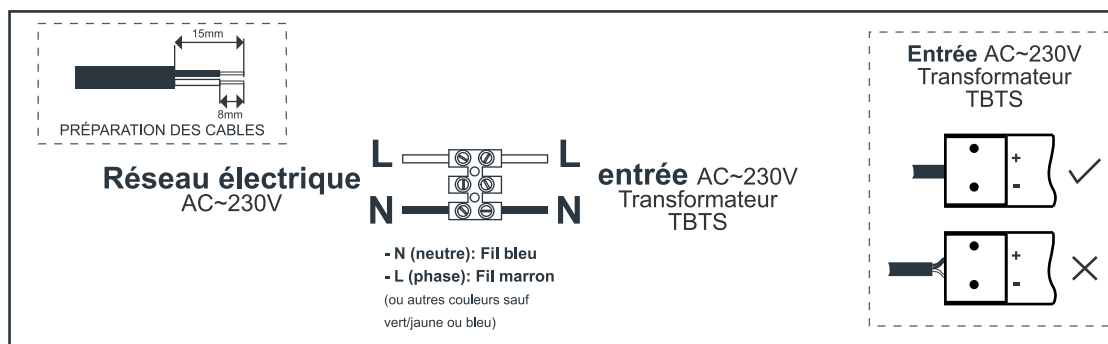 15mm
8mm
PRÉPARATION DES CABLES
Réseau électrique
AC~230V
L
L
N
N
entrée AC~230V
Transformateur
TBTS
- N (neutre): Fil bleu
- L (phase): Fil marron
(ou autres couleurs sauf
vert/jaune ou bleu)
Entrée AC~230V
Transformateur
TBTS
+
-
+
-